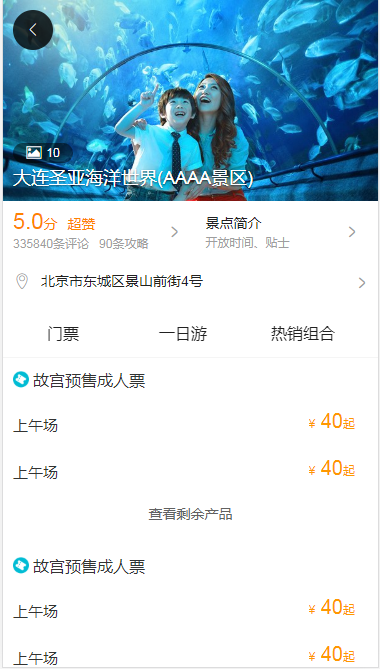 10
大连圣亚海洋世界(AAAA景区)
5.0分 超赞
景点简介
335840条评论 90条攻略
开放时间、贴士
北京市东城区景山前街4号
门票 一日游 热销组合
故宫预售成人票
上午场 ¥ 40起
上午场 ¥ 40起
查看剩余产品
故宫预售成人票
上午场 ¥ 40起
上午场 ¥ 40起